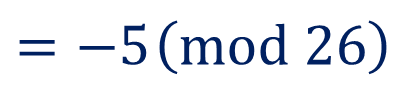 = −5(mod 26)